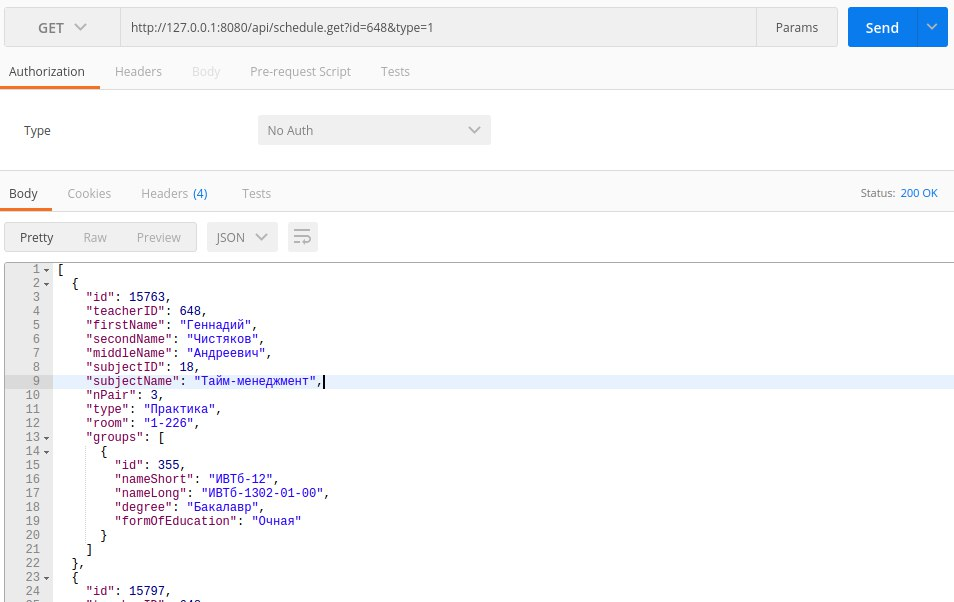 GET http://127.0.0.1:8080/api/schedule.get?id=648&type=1 Params Send
Authorization Headers Body Pre-request Script Tests
Type No Auth
Body Cookies Headers (4) Tests Status: 200 OK
Pretty Raw Preview JSON
1 [
2 {
3 "id": 15763,
4 "teacherID": 648,
5 "firstName": "Геннадий",
6 "secondName": "Чистяков",
7 "middleName": "Андреевич",
8 "subjectID": 18,
9 "subjectName": "Тайм-менеджмент",
10 "nPair": 3,
11 "type": "Практика",
12 "room": "1-226",
13 "groups": [
14 {
15 "id": 355,
16 "nameShort": "ИВТб-12",
17 "nameLong": "ИВТб-1302-01-00",
18 "degree": "Бакалавр",
19 "formOfEducation": "Очная"
20 }
21 ]
22 },
23 {
24 "id": 15797,